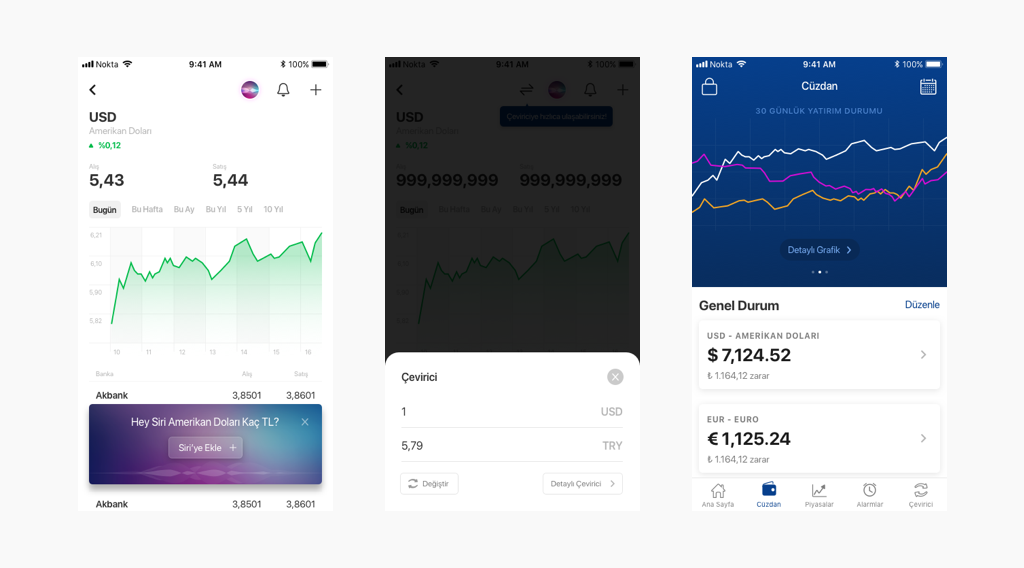 Nokta
9:41 AM
100%
USD
Amerikan Doları
%0,12
Alış
Satış
5,43
5,44
Bugün
Bu Hafta
Bu Ay
Bu Yıl
5 Yıl
10 Yıl
6,21
6,10
5,90
5,82
10
11
12
13
14
15
16
Banka
Alış
Satış
Akbank
3,8501
3,8601
Hey Siri Amerikan Doları Kaç TL?
Siri'ye Ekle
Akbank
3,8501
3,8601
Nokta
9:41 AM
100%
Çeviriciye hızlıca ulaşabilirsiniz!
USD
Amerikan Doları
%0,12
999,999,999
999,999,999
Bugün
Bu Hafta
Bu Ay
Bu Yıl
5 Yıl
10 Yıl
Çevirici
1
USD
5,79
TRY
Değiştir
Detaylı Çevirici
Nokta
9:41 AM
100%
Cüzdan
30 GÜNLÜK YATIRIM DURUMU
Detaylı Grafik
Genel Durum
Düzenle
USD - AMERİKAN DOLARI
$ 7,124.52
₺ 1.164,12 zarar
EUR - EURO
€ 1,125.24
₺ 1.164,12 zarar
Ana Sayfa
Cüzdan
Piyasalar
Alarmlar
Çevirici